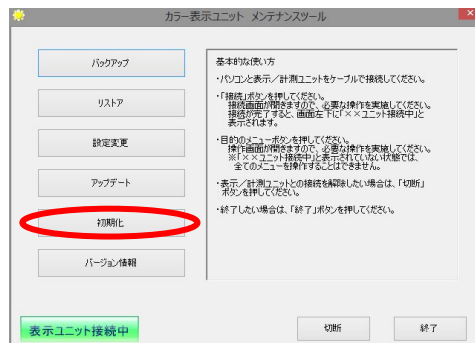 カラー表示ユニット メンテナンスツール
バックアップ
リストア
設定変更
アップデート
初期化
バージョン情報
基本的な使い方
・パソコンと表示／計測ユニットをケーブルで接続してください。
・「接続」ボタンを押してください。
接続画面が開きますので、必要な操作を実施してください。
接続が完了すると、画面左下に「××ユニット接続中」と
表示されます。
・目的のメニューボタンを押してください。
操作画面が開きますので、必要な操作を実施してください。
※「××ユニット接続中」と表示されていない状態では、
全てのメニューを操作することはできません。
・表示／計測ユニットとの接続を解除したい場合は、「切断」
ボタンを押してください。
・終了したい場合は、「終了」ボタンを押してください。
表示ユニット接続中
切断
終了